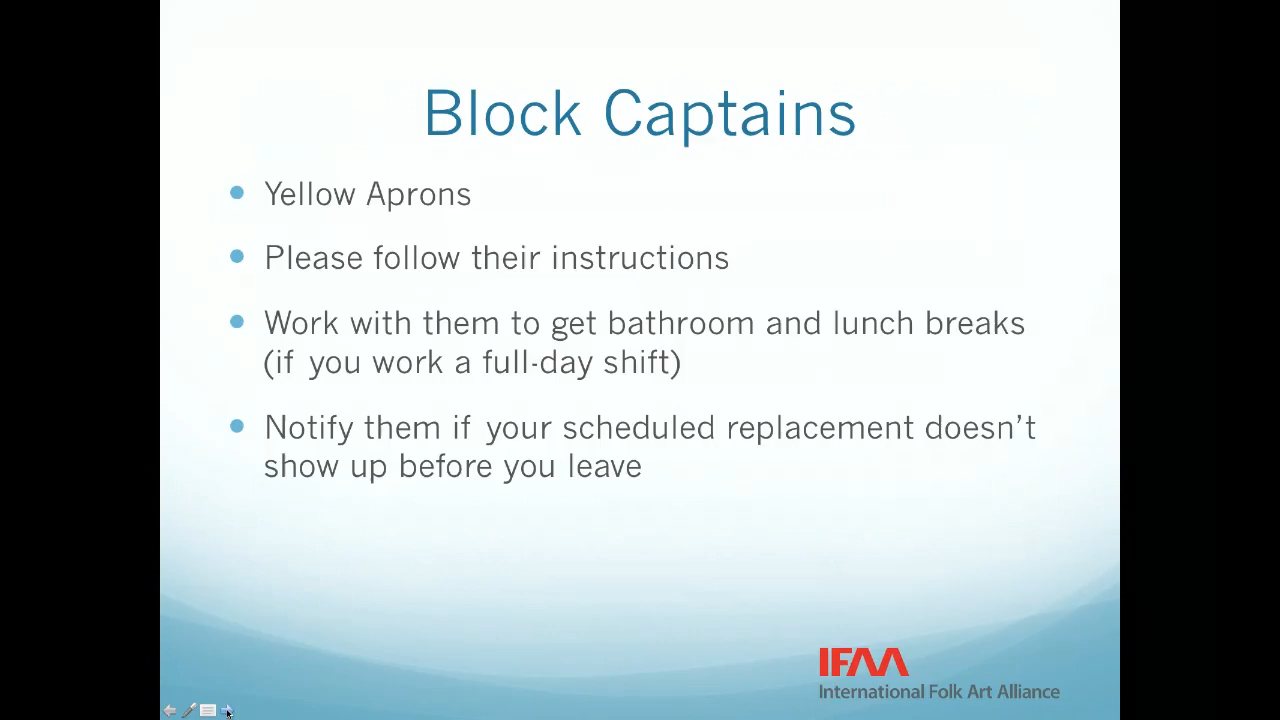 Block Captains
Yellow Aprons
Please follow their instructions
Work with them to get bathroom and lunch breaks
(if you work a full-day shift)
Notify them if your scheduled replacement doesn’t
show up before you leave
IFAA
International Folk Art Alliance